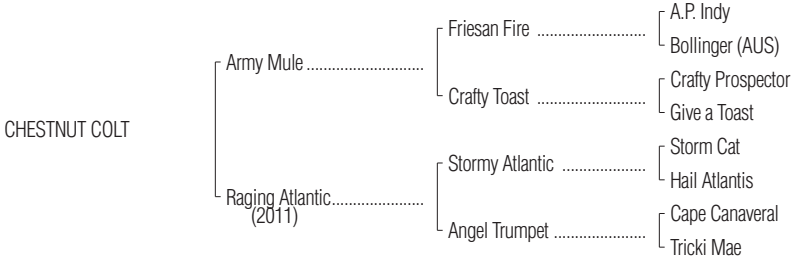 A.P. Indy
Friesan Fire ..........................
Bollinger (AUS)
Army Mule ............................
Crafty Prospector
Crafty Toast ..........................
Give a Toast
CHESTNUT COLT
Storm Cat
Stormy Atlantic ....................
Hail Atlantis
Raging Atlantic......................
(2011)
Cape Canaveral
Angel Trumpet ......................
Tricki Mae